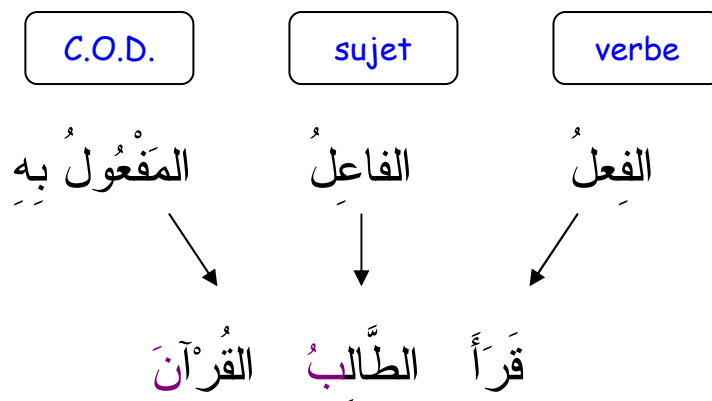 C.O.D. sujet verbe
الفِعلُ الفاعِلُ المَفْعُولُ بِهِ
قَرَأَ الطَّالِبُ القُرْآنَ